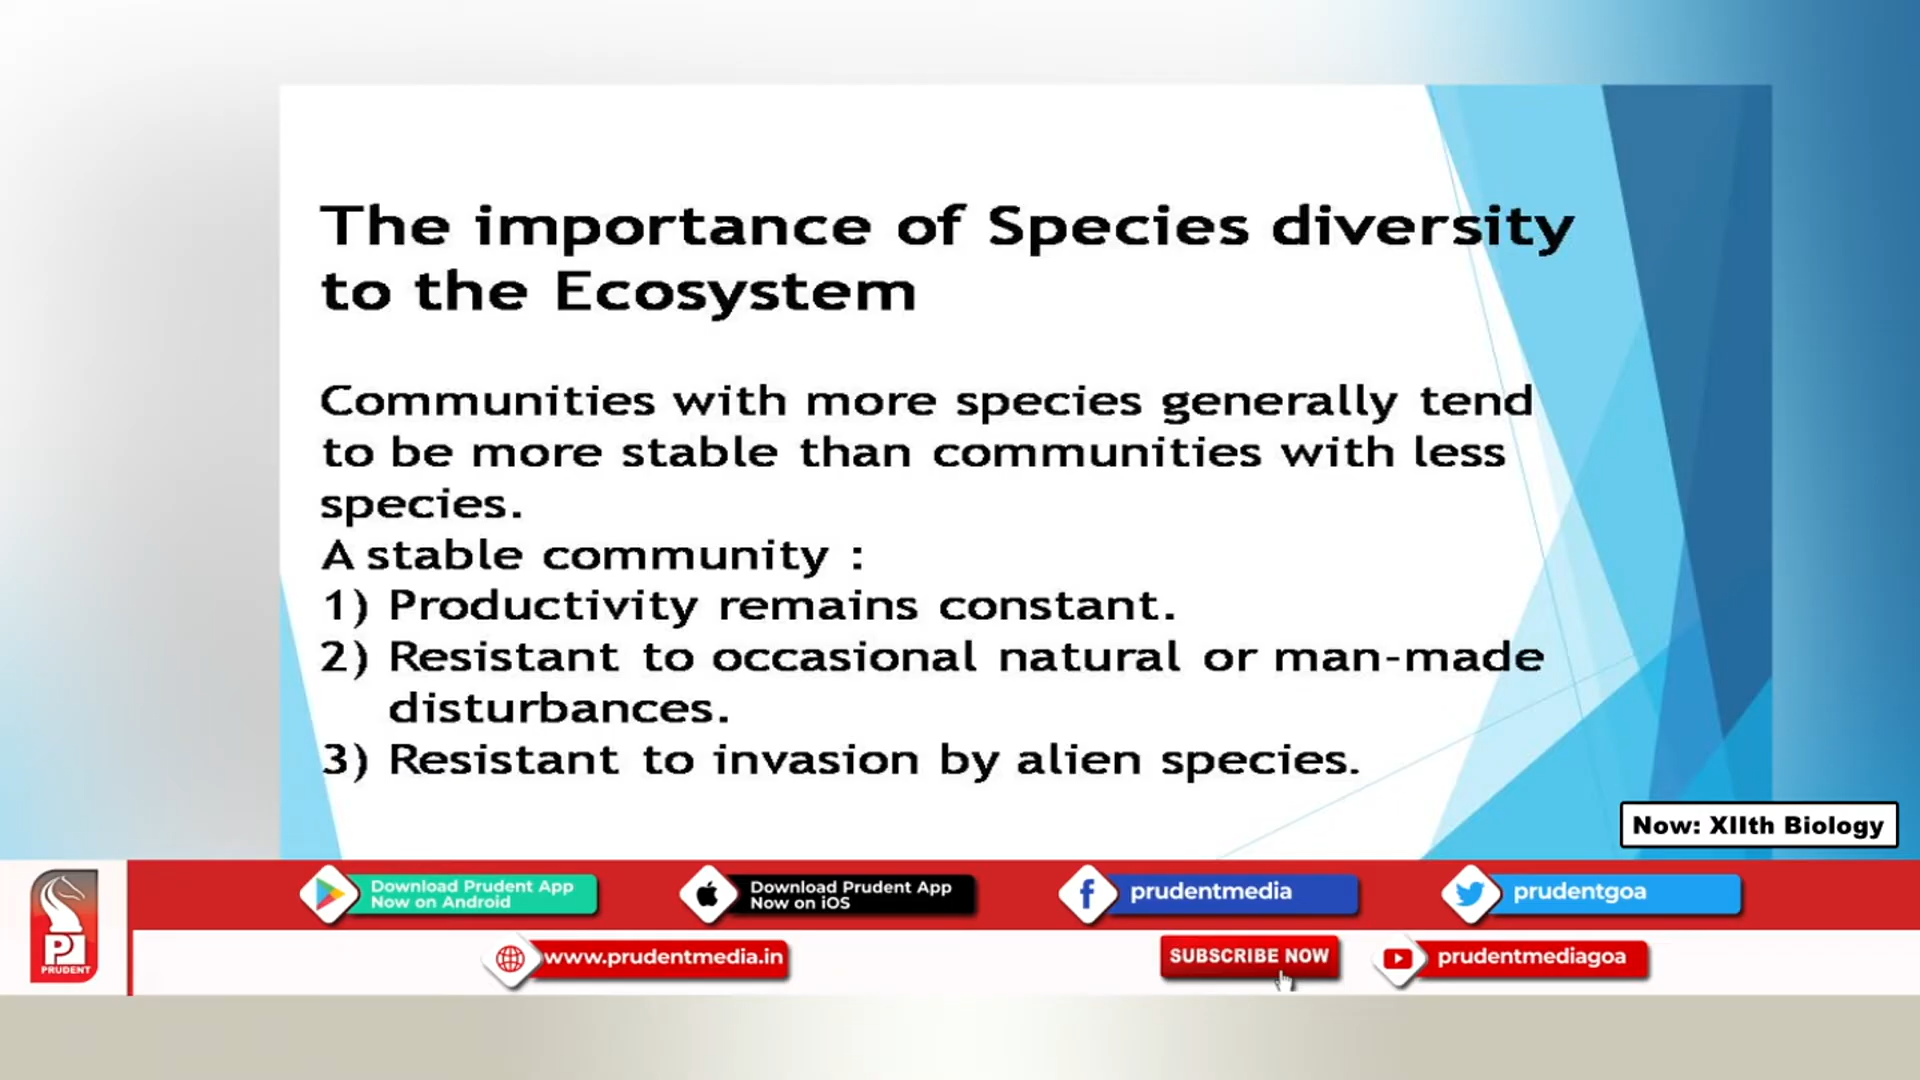 The importance of Species diversity
to the Ecosystem
Communities with more species generally tend
to be more stable than communities with less
species.
A stable community :
1) Productivity remains constant.
2) Resistant to occasional natural or man-made
disturbances.
3) Resistant to invasion by alien species.
Now: XIIth Biology
Download Prudent App
Now on Android
Download Prudent App
Now on iOS
prudentmedia
prudentgoa
www.prudentmedia.in
SUBSCRIBE NOW
prudentmediagoa
P
PRUDENT